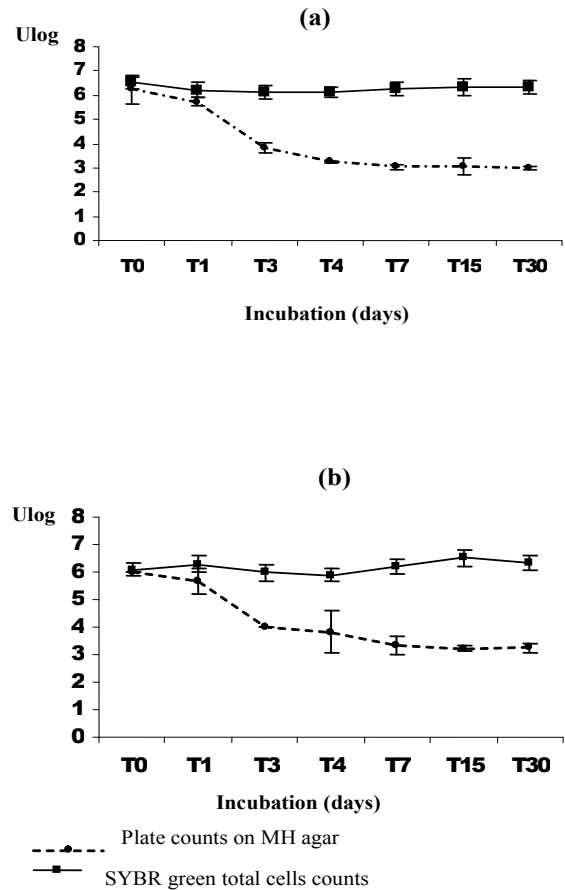 (a)
Ulog
8
7
6
5
4
3
2
1
0
T0 T1 T3 T4 T7 T15 T30
Incubation (days)
(b)
Ulog
8
7
6
5
4
3
2
1
0
T0 T1 T3 T4 T7 T15 T30
Incubation (days)
Plate counts on MH agar
SYBR green total cells counts